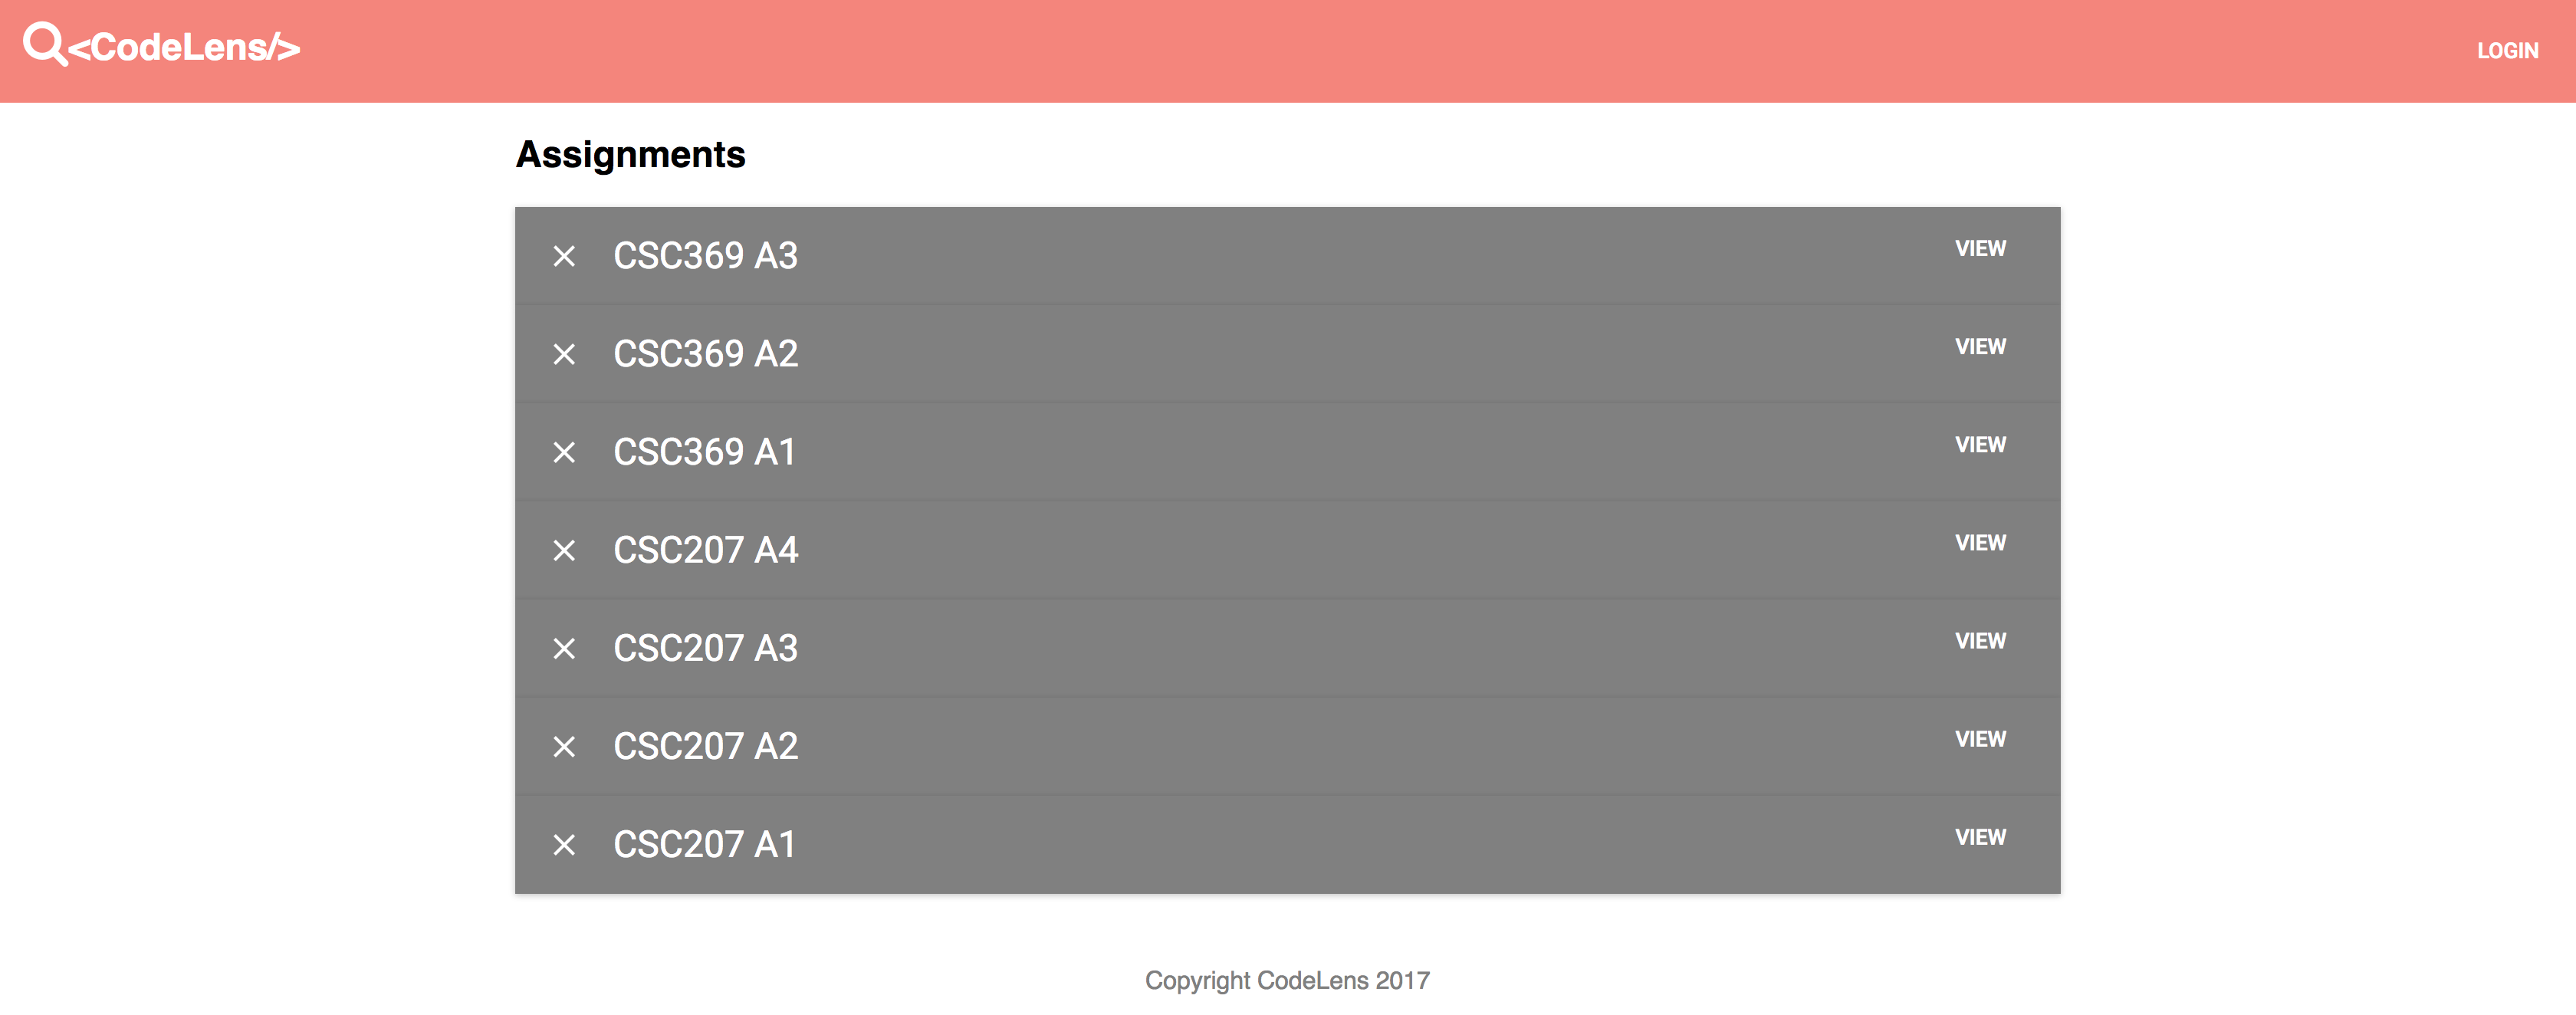 <CodeLens/>
LOGIN
Assignments
CSC369 A3 VIEW
CSC369 A2 VIEW
CSC369 A1 VIEW
CSC207 A4 VIEW
CSC207 A3 VIEW
CSC207 A2 VIEW
CSC207 A1 VIEW
Copyright CodeLens 2017